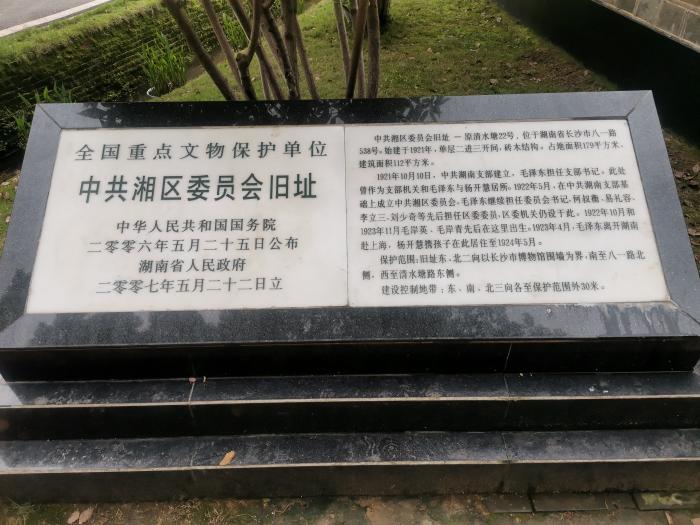 全国重点文物保护单位
中共湘区委员会旧址
中华人民共和国国务院
二〇〇六年五月二十五日公布
湖南省人民政府
二〇〇七年五月二十二日立
中共湘区委员会旧址 — 原清水塘22号, 位于湖南省长沙市八一路
538号。始建于1921年, 单层二进三开间, 砖木结构。占地面积179平方米,
建筑面积112平方米。
1921年10月10日, 中共湖南支部建立, 毛泽东担任支部书记。此处
曾作为支部机关和毛泽东与杨开慧居所。1922年5月, 在中共湖南支部基
础上成立中共湘区委员会。毛泽东继续担任委员会书记, 何叔衡、易礼容、
李立三、刘少奇等先后担任区委委员, 区委机关仍设于此。1922年10月和
1923年11月毛岸英、毛岸青先后在这里出生。1923年4月, 毛泽东离开湖南
赴上海, 杨开慧携孩子在此居住至1924年5月。
保护范围: 旧址东、北二向以长沙市博物馆围墙为界, 南至八一路北
侧, 西至清水塘路东侧。
建设控制地带: 东、南、北三向各至保护范围外30米。